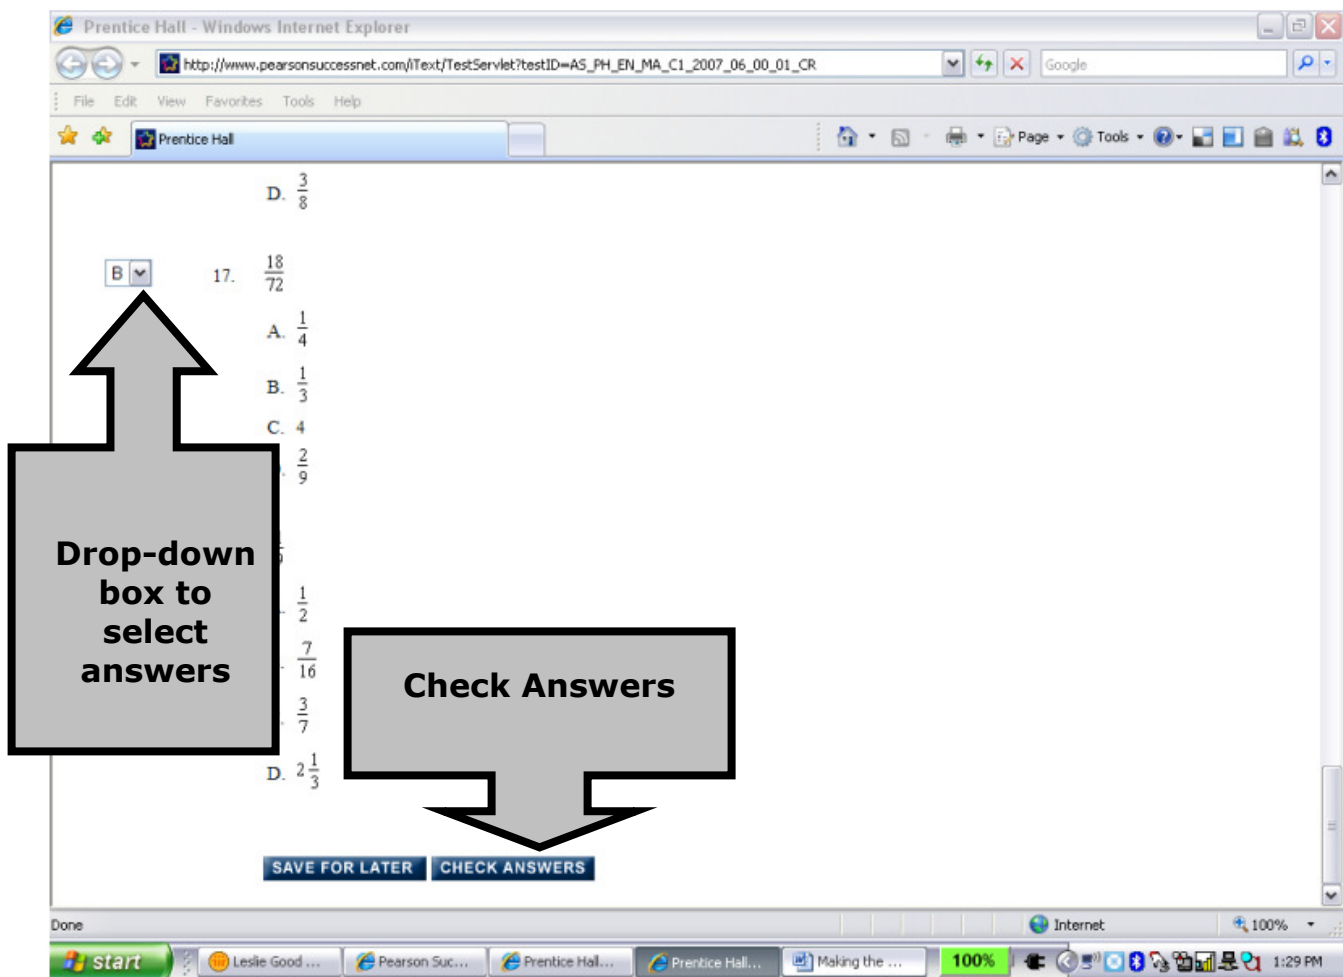 Prentice Hall - Windows Internet Explorer
http://www.pearsonsuccessnet.com/iText/TestServlet?testID=AS_PH_EN_MA_C1_2007_06_00_01_CR
Google
File Edit View Favorites Tools Help
Prentice Hall
Page Tools
D. 3/8
B 17. 18/72
A. 1/4
B. 1/3
C. 4
2/9
Drop-down
box to
select
answers
1/2
7/16
3/7
D. 2 1/3
Check Answers
SAVE FOR LATER CHECK ANSWERS
Done Internet 100%
start Leslie Good ... Pearson Suc... Prentice Hall... Prentice Hall... Making the ... 100% 1:29 PM